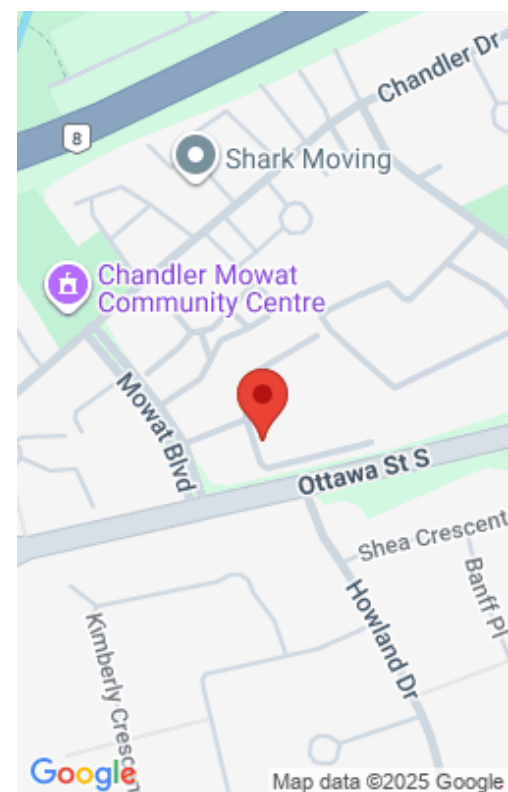 Chandler Dr
8
Shark Moving
Chandler Mowat
Community Centre
Mowat Blvd
Ottawa St S
Shea Crescent
Banff Pl
Howland Dr
Kimberly Crescen
Google
Map data ©2025 Google